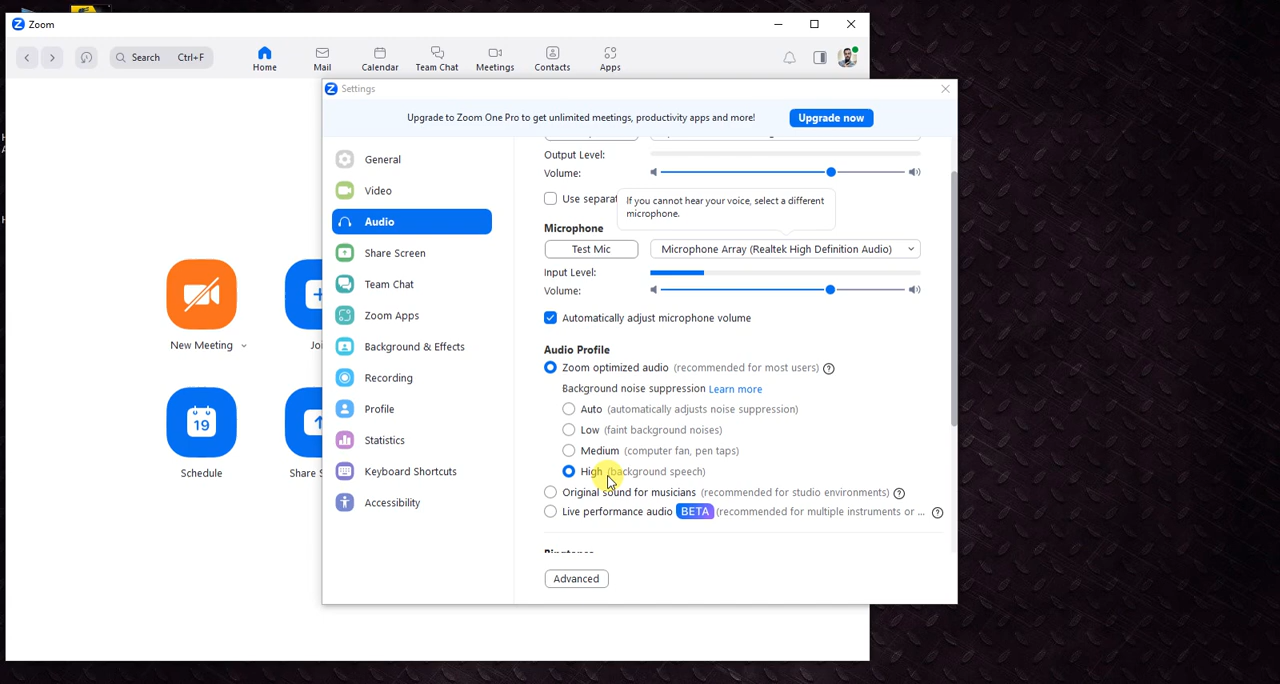 Zoom
Search Ctrl+F
Home
Mail
Calendar
Team Chat
Meetings
Contacts
Apps
Settings
Upgrade to Zoom One Pro to get unlimited meetings, productivity apps and more!
Upgrade now
General
Video
Audio
Share Screen
Team Chat
Zoom Apps
Background & Effects
Recording
Profile
Statistics
Keyboard Shortcuts
Accessibility
Output Level:
Volume:
Use separat
If you cannot hear your voice, select a different
microphone.
Microphone
Test Mic
Microphone Array (Realtek High Definition Audio)
Input Level:
Volume:
Automatically adjust microphone volume
Audio Profile
Zoom optimized audio (recommended for most users)
Background noise suppression Learn more
Auto (automatically adjusts noise suppression)
Low (faint background noises)
Medium (computer fan, pen taps)
High (background speech)
Original sound for musicians (recommended for studio environments)
Live performance audio BETA (recommended for multiple instruments or ...
Advanced
New Meeting
Joi
19
Schedule
Share S